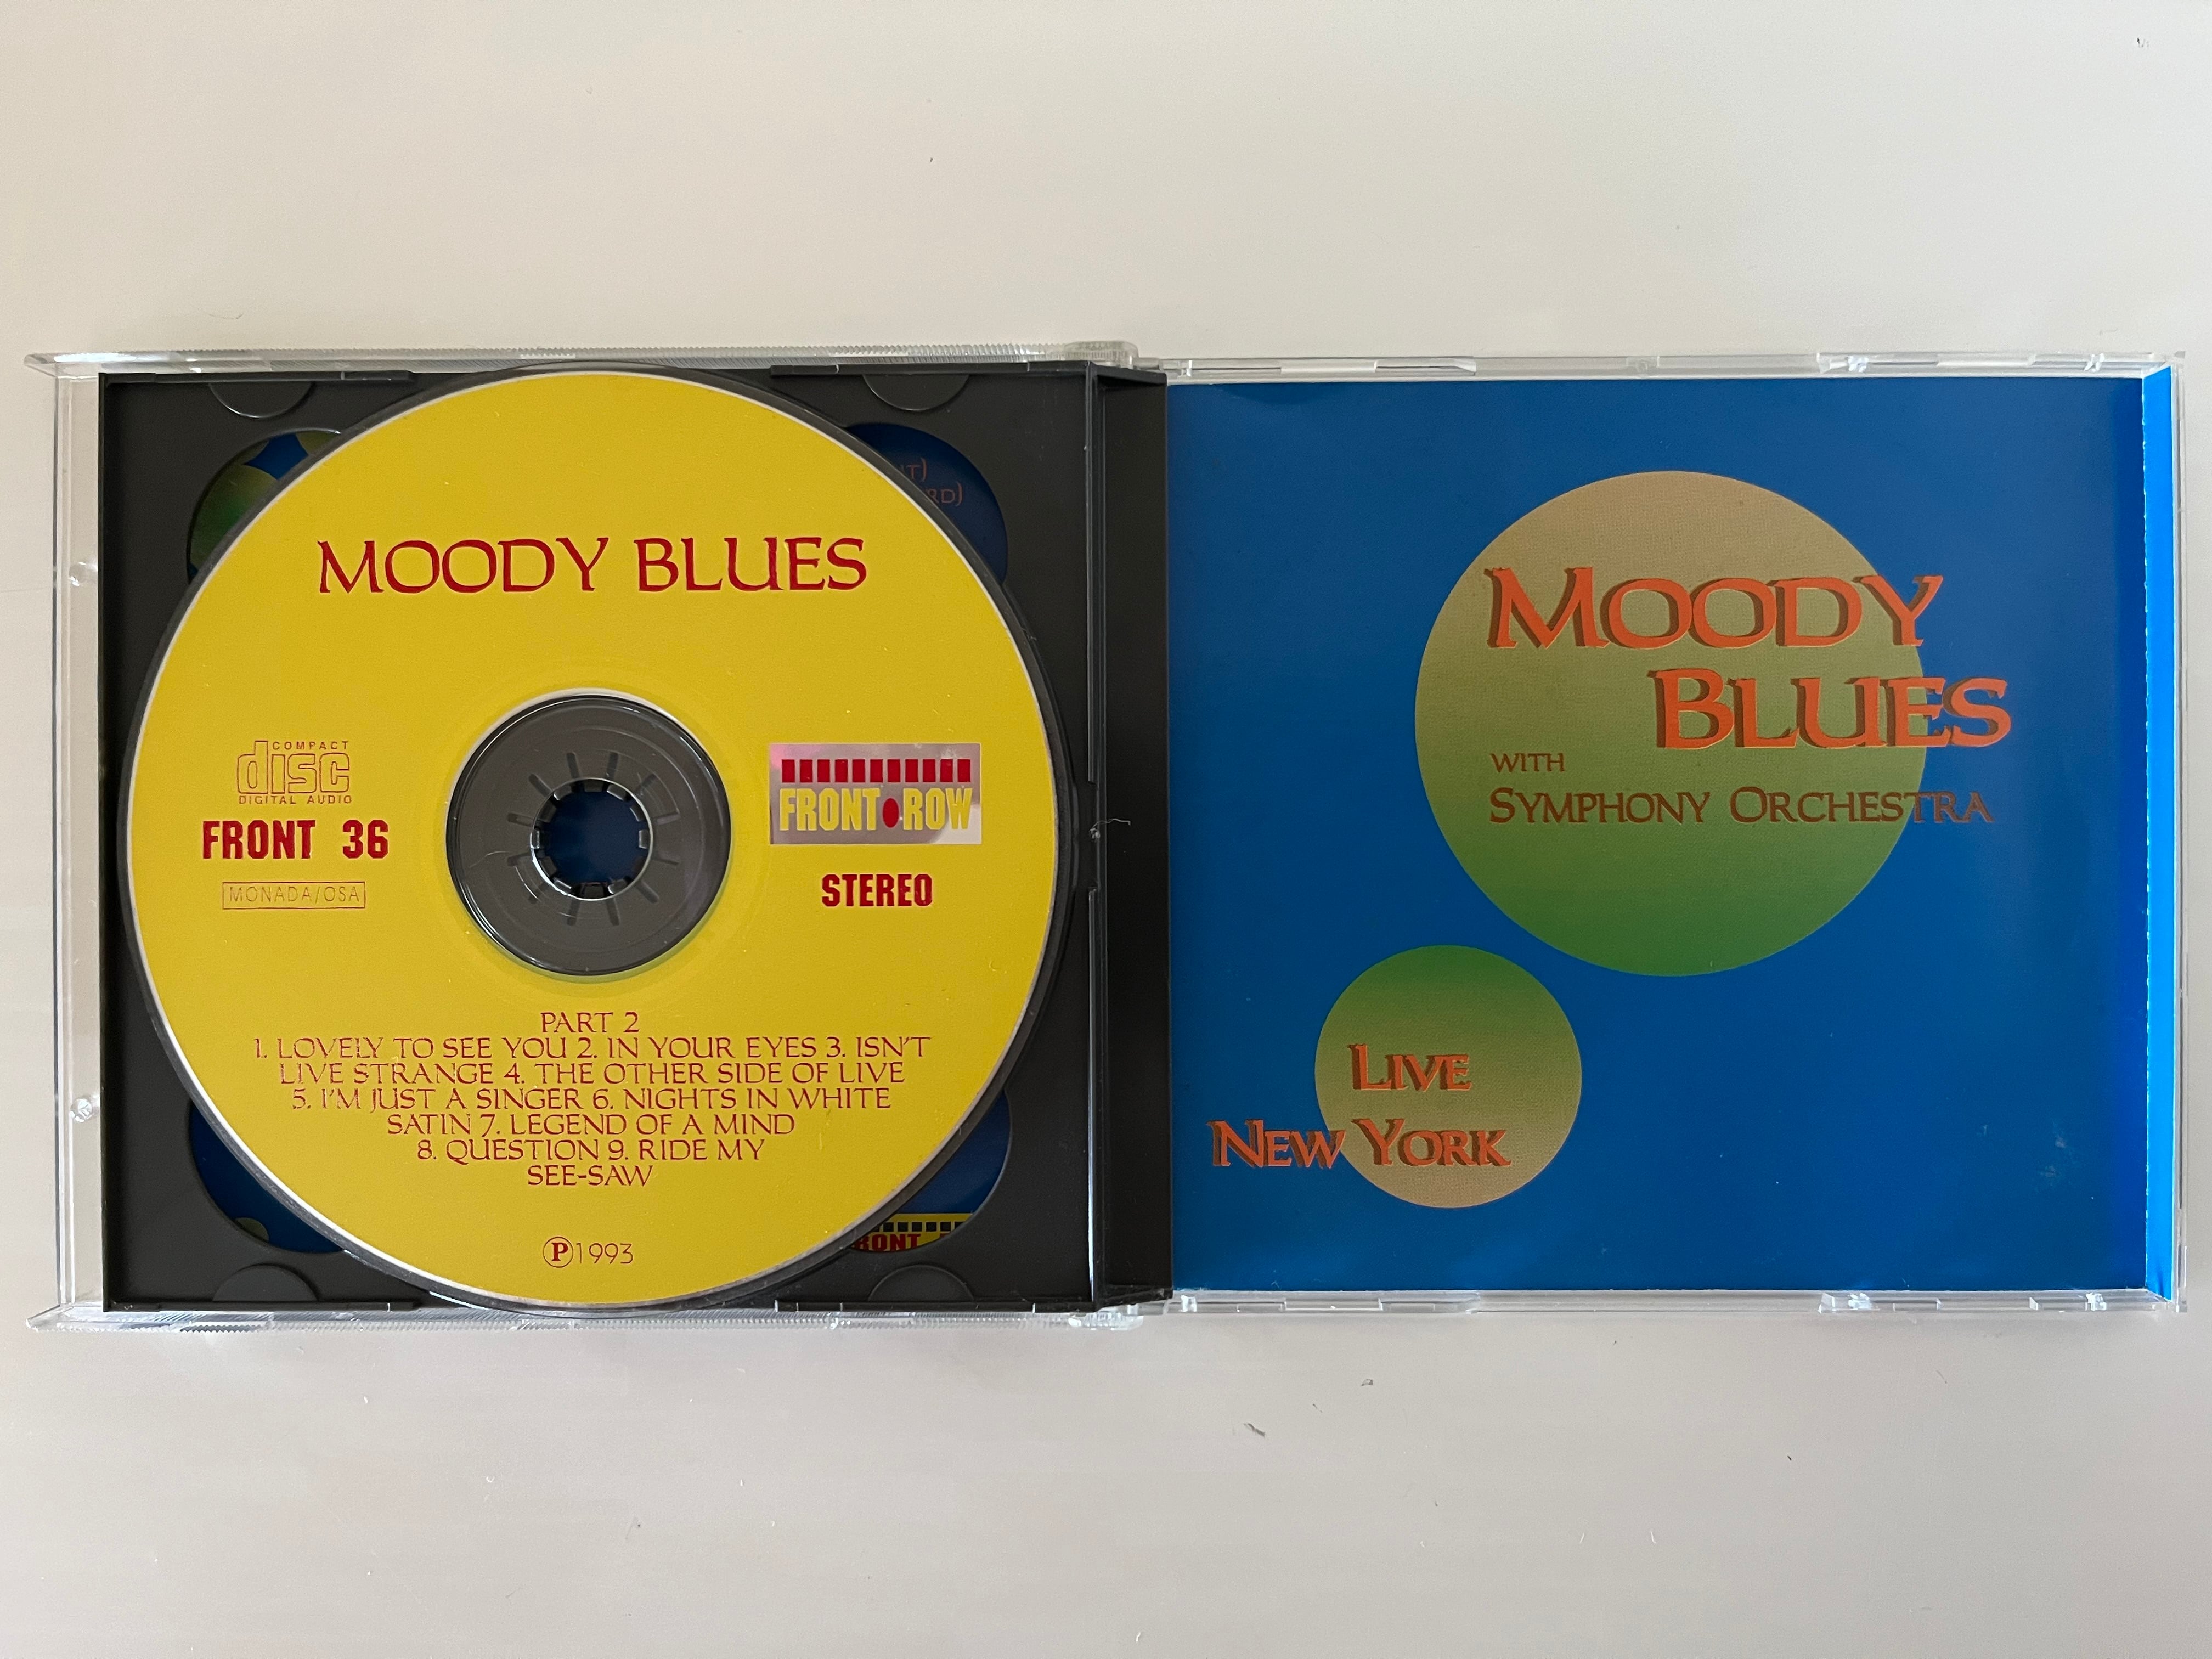 MOODY BLUES
COMPACT
disc
DIGITAL AUDIO
FRONT 36
MONADA/OSA
FRONT ROW
STEREO
PART 2
1. LOVELY TO SEE YOU 2. IN YOUR EYES 3. ISN'T
LIVE STRANGE 4. THE OTHER SIDE OF LIVE
5. I'M JUST A SINGER 6. NIGHTS IN WHITE
SATIN 7. LEGEND OF A MIND
8. QUESTION 9. RIDE MY
SEE-SAW
Ⓟ1993
MOODY
BLUES
WITH
SYMPHONY ORCHESTRA
LIVE
NEW YORK